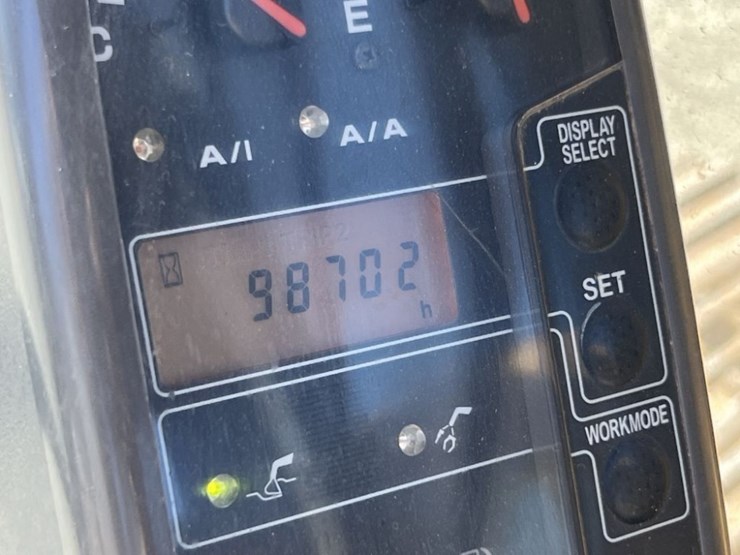 E
C
A/I
A/A
DISPLAY
SELECT
98702
h
SET
WORKMODE